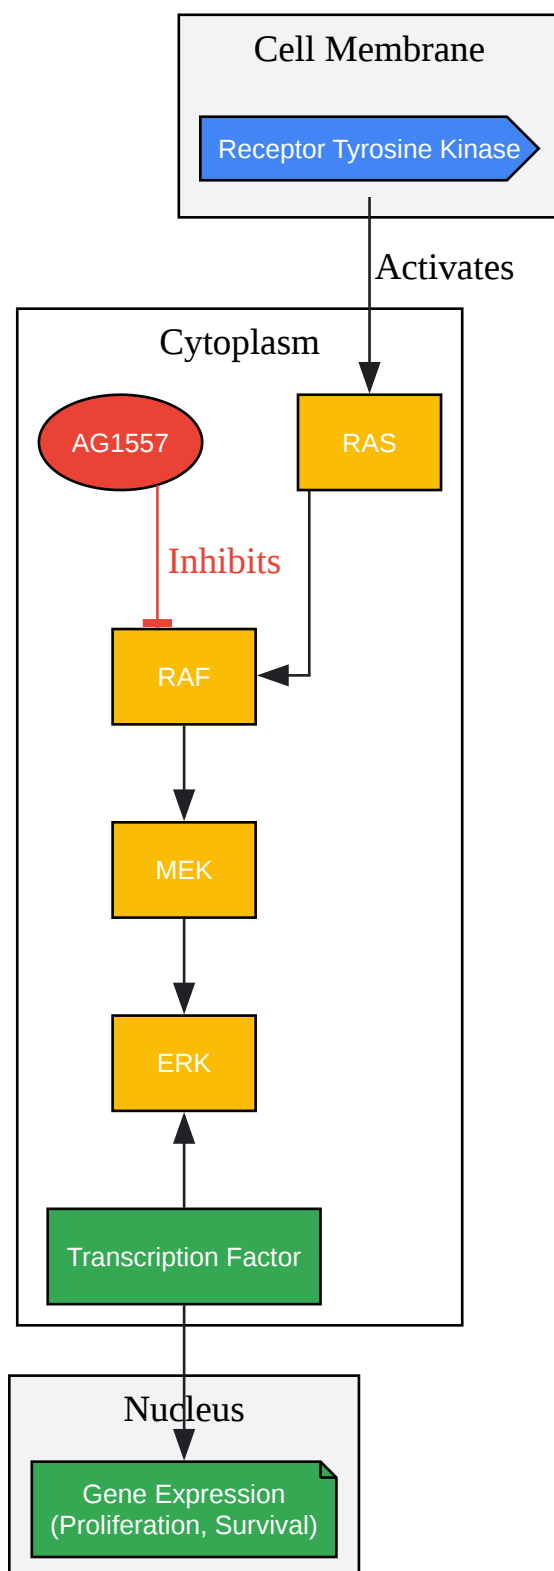 Cell Membrane
Receptor Tyrosine Kinase
Activates
Cytoplasm
AG1557
RAS
Inhibits
RAF
MEK
ERK
Transcription Factor
Nucleus
Gene Expression
(Proliferation, Survival)